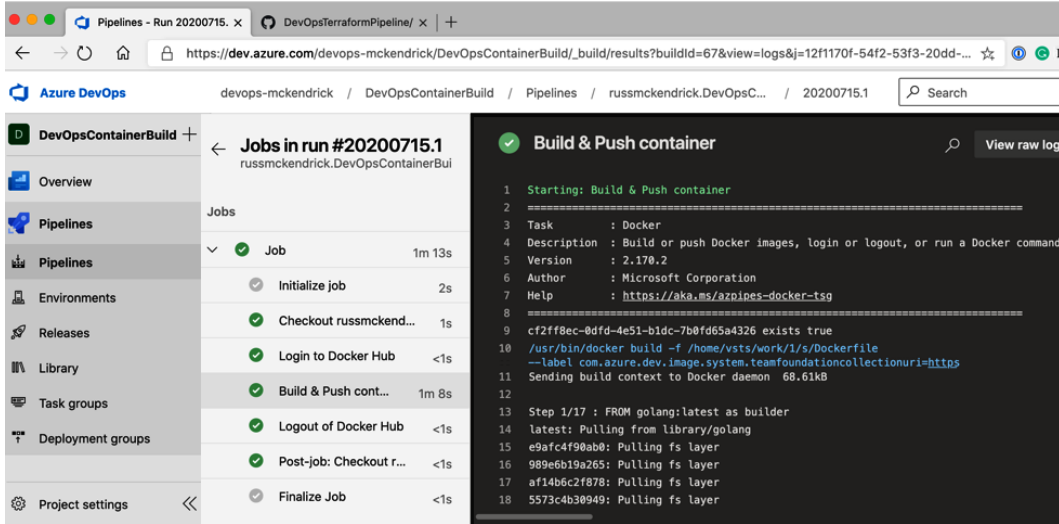 Pipelines - Run 20200715.
DevOpsTerraformPipeline/
https://dev.azure.com/devops-mckendrick/DevOpsContainerBuild/_build/results?buildId=67&view=logs&j=12f1170f-54f2-53f3-20dd-...
Azure DevOps
devops-mckendrick / DevOpsContainerBuild / Pipelines / russmckendrick.DevOpsC... / 20200715.1
Search
D DevOpsContainerBuild
Overview
Pipelines
Pipelines
Environments
Releases
Library
Task groups
Deployment groups
Project settings
Jobs in run #20200715.1
russmckendrick.DevOpsContainerBui
Jobs
Job 1m 13s
Initialize job 2s
Checkout russmckend... 1s
Login to Docker Hub <1s
Build & Push cont... 1m 8s
Logout of Docker Hub <1s
Post-job: Checkout r... <1s
Finalize Job <1s
Build & Push container
View raw log
1 Starting: Build & Push container
2 ==============================================================================
3 Task : Docker
4 Description : Build or push Docker images, login or logout, or run a Docker command
5 Version : 2.170.2
6 Author : Microsoft Corporation
7 Help : https://aka.ms/azpipes-docker-tsg
8 ==============================================================================
9 cf2ff8ec-0dfd-4e51-b1dc-7b0fd65a4326 exists true
10 /usr/bin/docker build -f /home/vsts/work/1/s/Dockerfile
--label com.azure.dev.image.system.teamfoundationcollectionuri=https
11 Sending build context to Docker daemon 68.61kB
12
13 Step 1/17 : FROM golang:latest as builder
14 latest: Pulling from library/golang
15 e9afc4f90ab0: Pulling fs layer
16 989e6b19a265: Pulling fs layer
17 af14b6c2f878: Pulling fs layer
18 5573c4b30949: Pulling fs layer